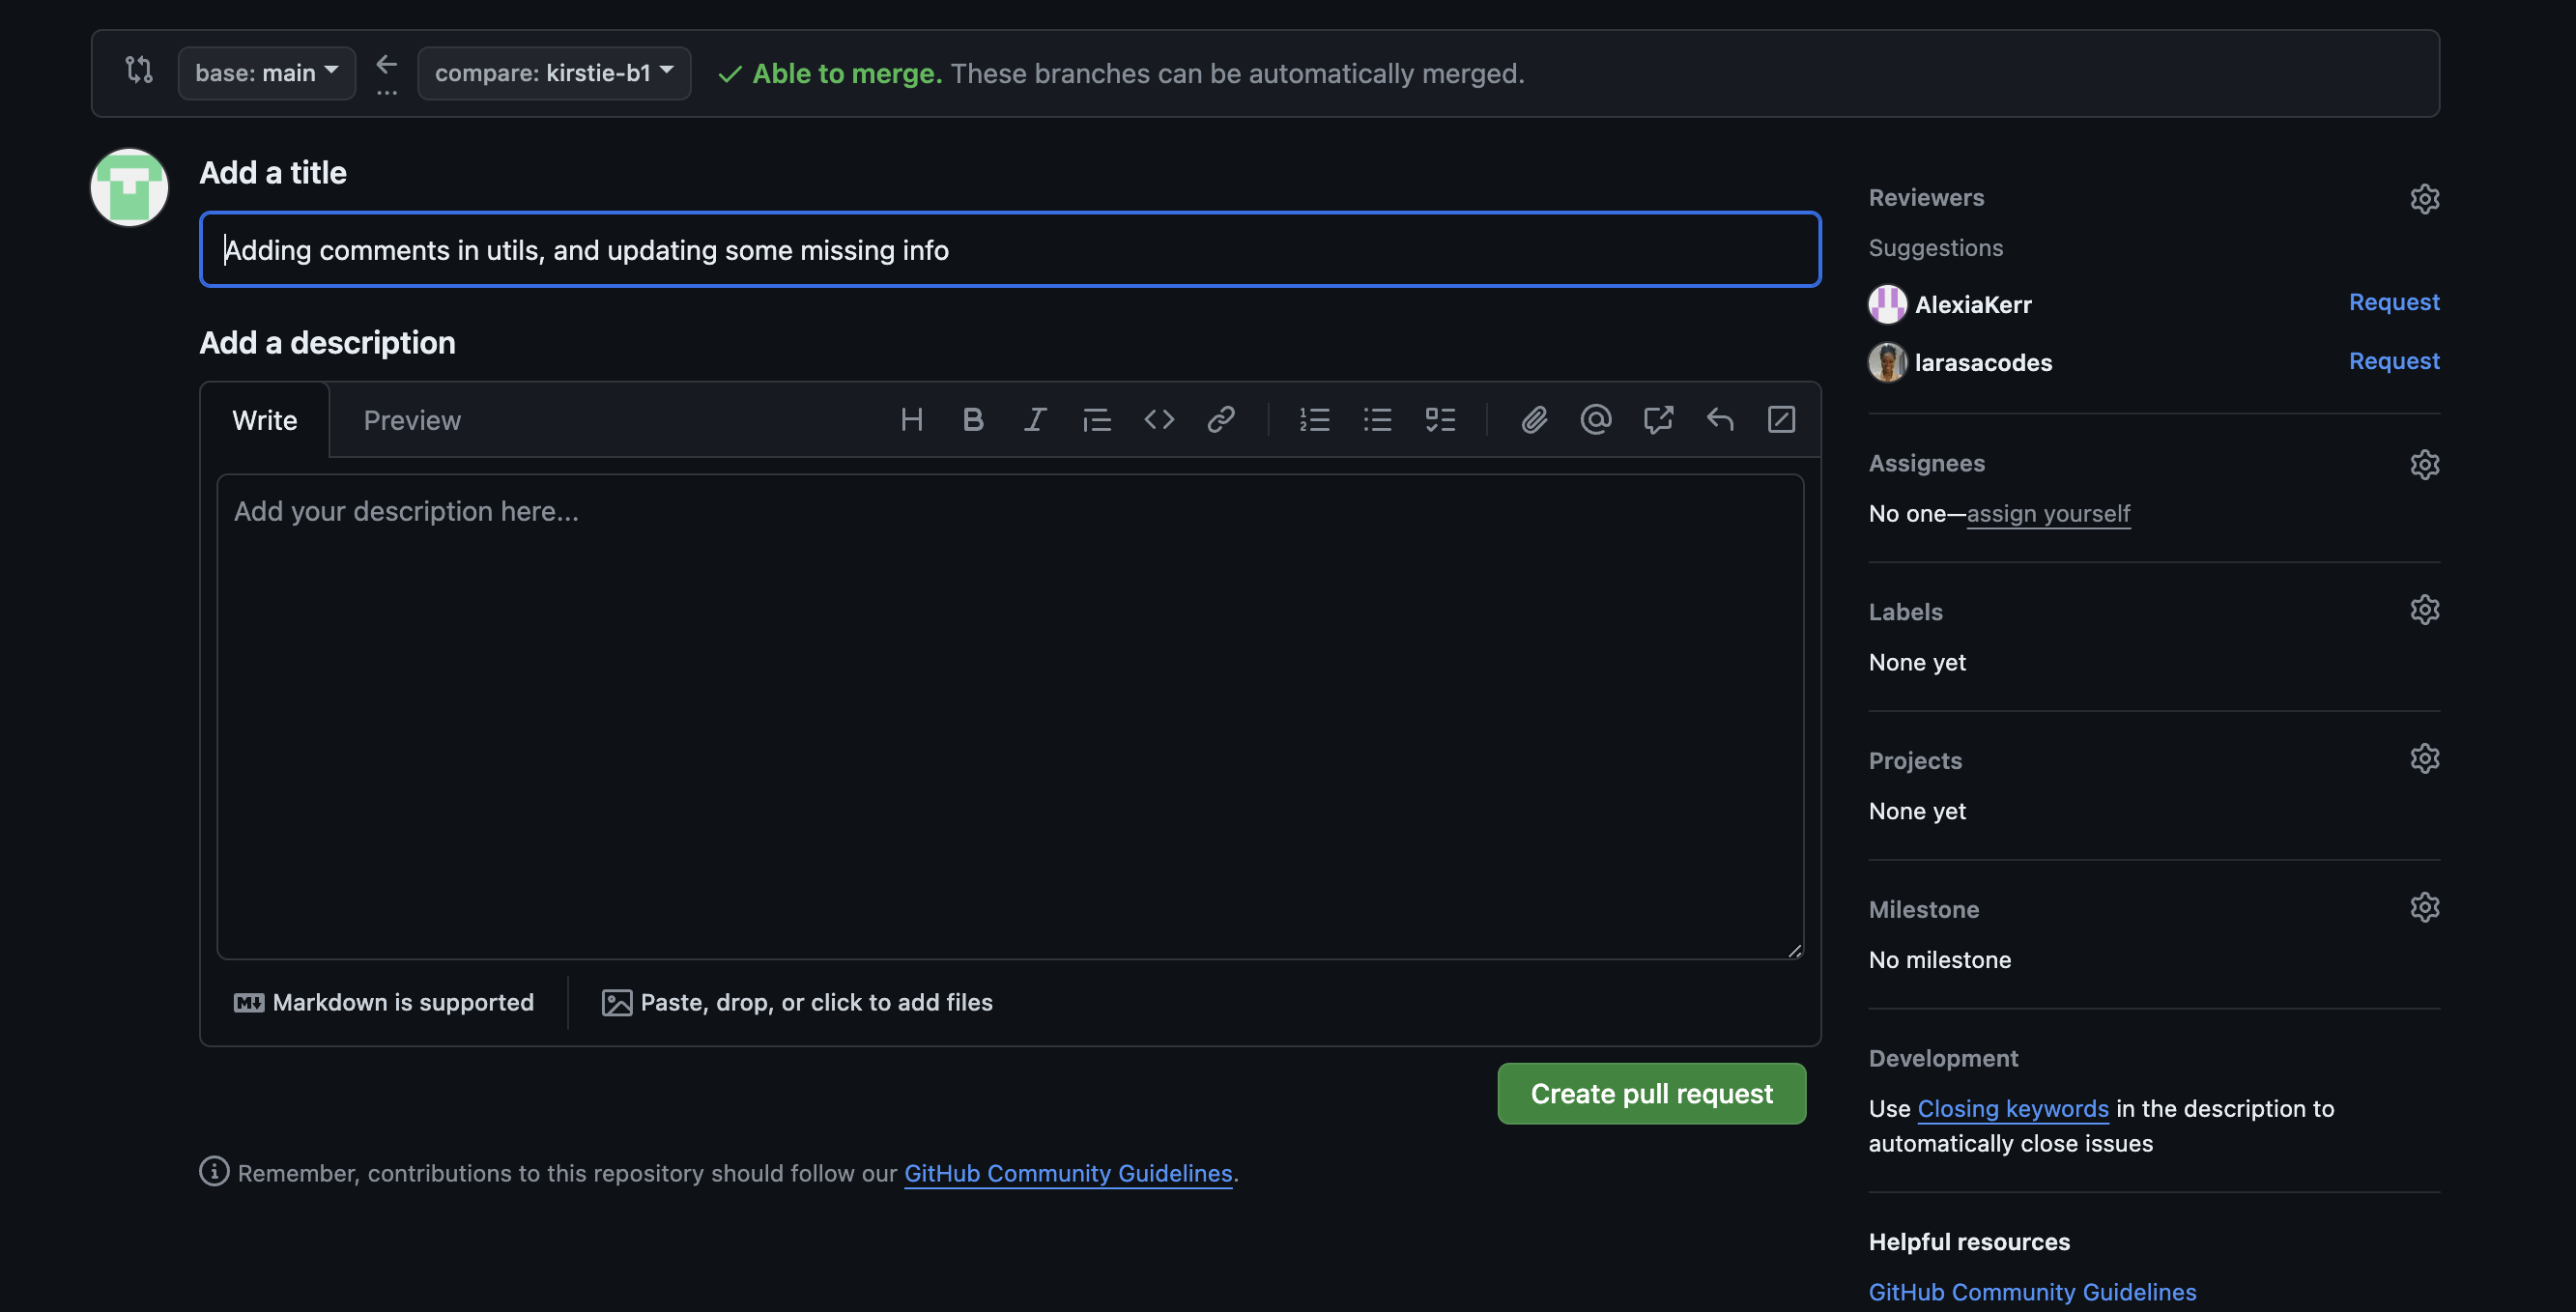 base: main
compare: kirstie-b1
Able to merge. These branches can be automatically merged.
Add a title
Adding comments in utils, and updating some missing info
Add a description
Write
Preview
Add your description here...
Markdown is supported
Paste, drop, or click to add files
Create pull request
Remember, contributions to this repository should follow our GitHub Community Guidelines.
Reviewers
Suggestions
AlexiaKerr
Request
larasacodes
Request
Assignees
No one—assign yourself
Labels
None yet
Projects
None yet
Milestone
No milestone
Development
Use Closing keywords in the description to
automatically close issues
Helpful resources
GitHub Community Guidelines